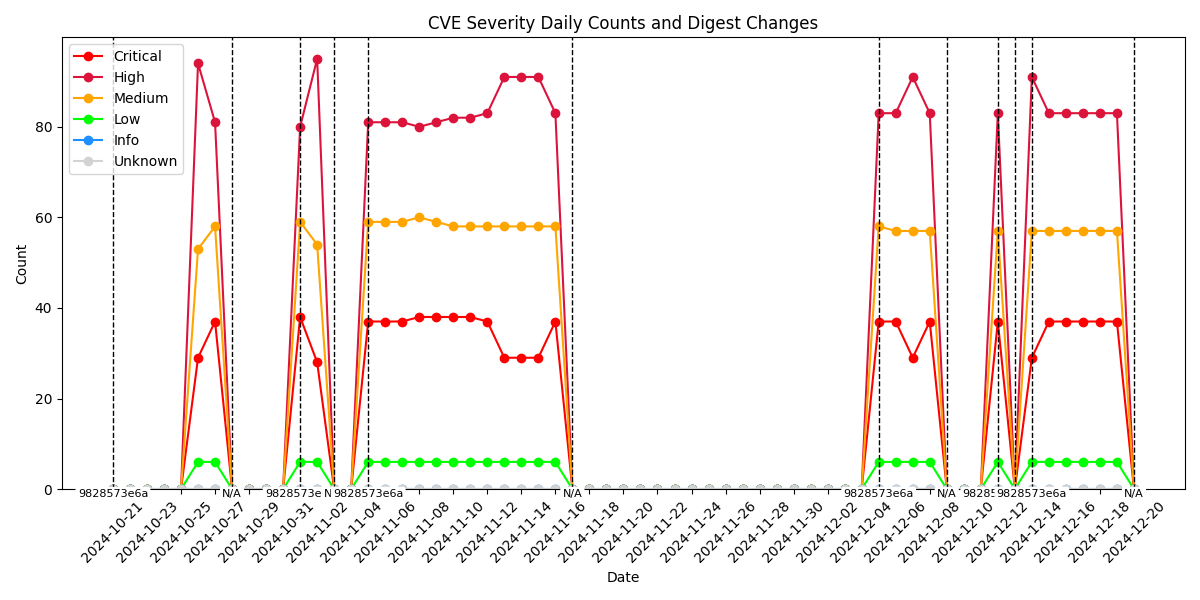 CVE Severity Daily Counts and Digest Changes
Critical
High
Medium
Low
Info
Unknown
Count
80
60
40
20
0
9828573e6a
N/A
9828573e
N
9828573e6a
N/A
9828573e6a
N/A
9828
9828573e6a
N/A
2024-10-21
2024-10-23
2024-10-25
2024-10-27
2024-10-29
2024-10-31
2024-11-02
2024-11-04
2024-11-06
2024-11-08
2024-11-10
2024-11-12
2024-11-14
2024-11-16
2024-11-18
2024-11-20
2024-11-22
2024-11-24
2024-11-26
2024-11-28
2024-11-30
2024-12-02
2024-12-04
2024-12-06
2024-12-08
2024-12-10
2024-12-12
2024-12-14
2024-12-16
2024-12-18
2024-12-20
Date